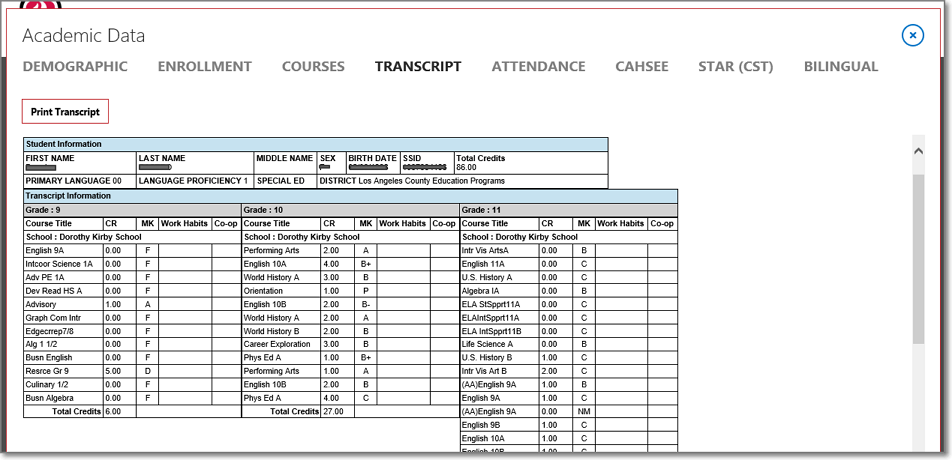 Academic Data
DEMOGRAPHIC ENROLLMENT COURSES TRANSCRIPT ATTENDANCE CAHSEE STAR (CST) BILINGUAL
Print Transcript
Student Information
FIRST NAME LAST NAME MIDDLE NAME SEX BIRTH DATE SSID Total Credits
86.00
PRIMARY LANGUAGE 00 LANGUAGE PROFICIENCY 1 SPECIAL ED DISTRICT Los Angeles County Education Programs
Transcript Information
Grade : 9 Grade : 10 Grade : 11
Course Title CR MK Work Habits Co-op Course Title CR MK Work Habits Co-op Course Title CR MK Work Habits Co-op
School : Dorothy Kirby School School : Dorothy Kirby School School : Dorothy Kirby School
English 9A 0.00 F Performing Arts 2.00 A Intr Vis ArtsA 0.00 B
Intcoor Science 1A 0.00 F English 10A 4.00 B+ English 11A 0.00 C
Adv PE 1A 0.00 F World History A 3.00 B U.S. History A 0.00 C
Dev Read HS A 0.00 F Orientation 1.00 P Algebra IA 0.00 B
Advisory 1.00 A English 10B 2.00 B- ELA StSpprt11A 0.00 C
Graph Com Intr 0.00 F World History A 2.00 A ELAIntSpprt11A 0.00 C
Edgecrrep7/8 0.00 F World History B 2.00 B ELA IntSpprt11B 0.00 C
Alg 1 1/2 0.00 F Career Exploration 3.00 B Life Science A 0.00 B
Busn English 0.00 F Phys Ed A 1.00 B+ U.S. History B 1.00 C
Resrce Gr 9 5.00 D Performing Arts 1.00 A Intr Vis Art B 2.00 C
Culinary 1/2 0.00 F English 10B 2.00 B (AA)English 9A 1.00 B
Busn Algebra 0.00 F Phys Ed A 4.00 C English 9A 1.00 C
Total Credits 6.00 Total Credits 27.00 (AA)English 9A 0.00 NM
English 9B 1.00 C
English 10A 1.00 C
English 10B 1.00 C